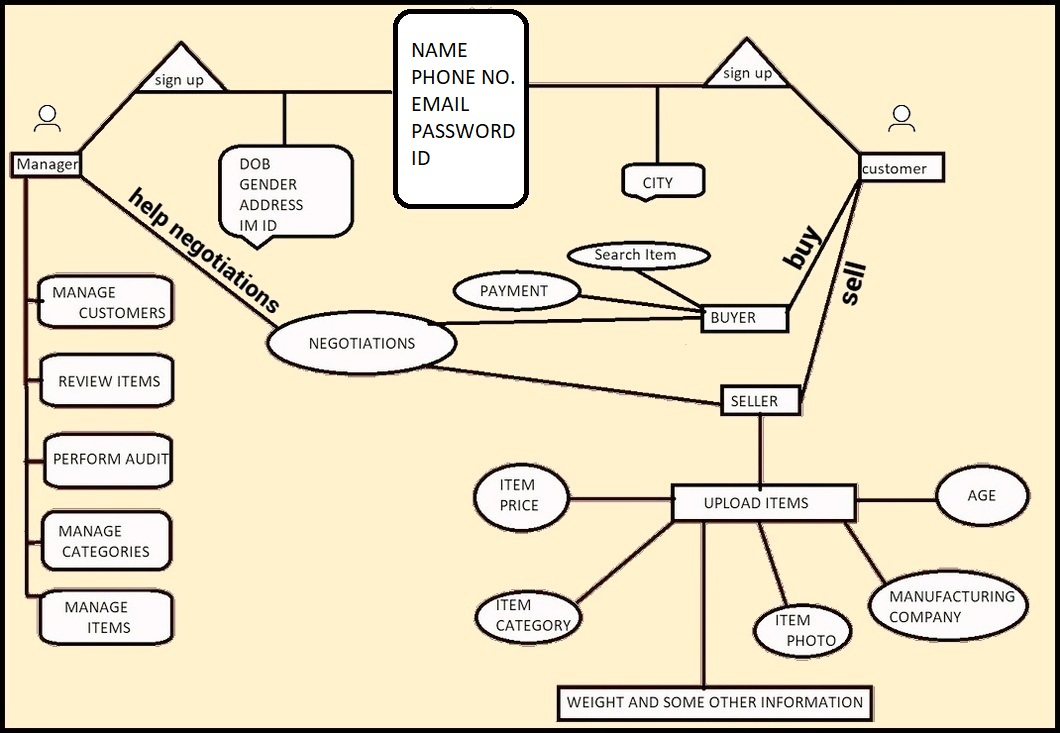 NAME
PHONE NO.
EMAIL
PASSWORD
ID
sign up
sign up
Manager
customer
DOB
GENDER
ADDRESS
IM ID
CITY
help negotiations
buy
sell
Search Item
PAYMENT
BUYER
NEGOTIATIONS
SELLER
MANAGE
CUSTOMERS
REVIEW ITEMS
PERFORM AUDIT
MANAGE
CATEGORIES
MANAGE
ITEMS
ITEM
PRICE
UPLOAD ITEMS
AGE
ITEM
CATEGORY
ITEM
PHOTO
MANUFACTURING
COMPANY
WEIGHT AND SOME OTHER INFORMATION